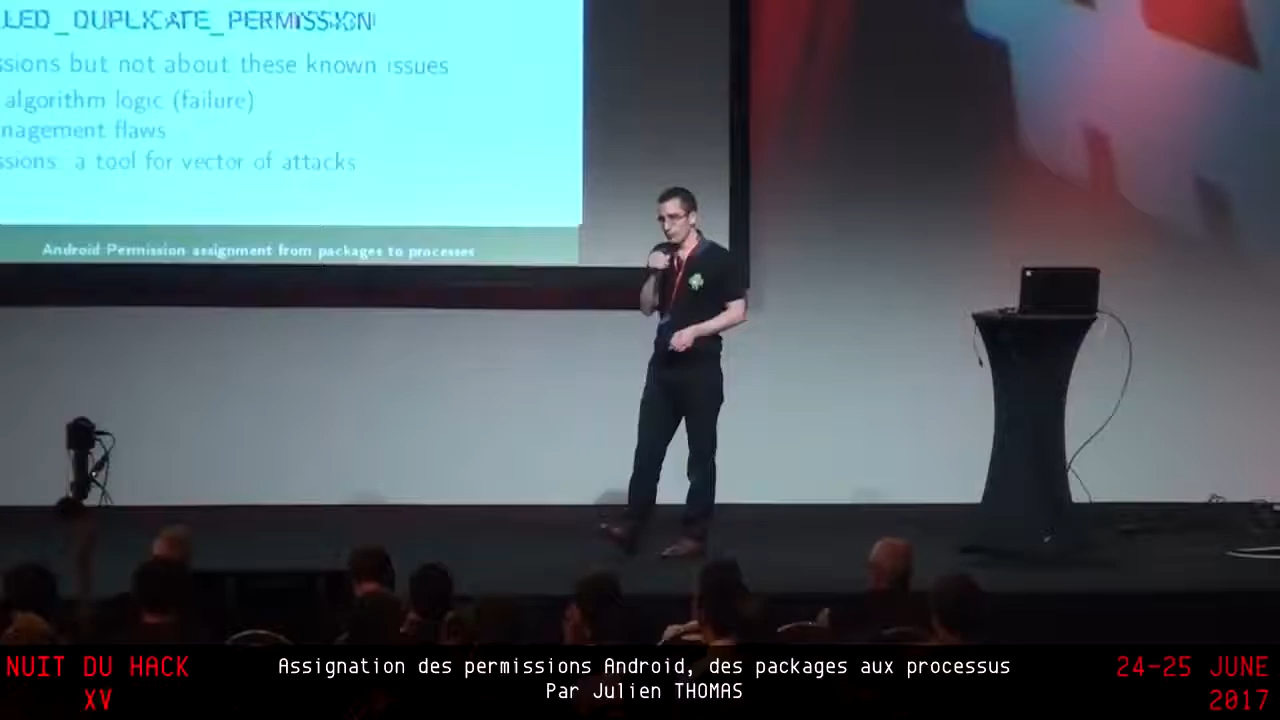 LED_DUPLICATE_PERMISSION
ssions but not about these known issues
algorithm logic (failure)
nagement flaws
ssions: a tool for vector of attacks
Android Permission assignment from packages to processes
NUIT DU HACK
XV
Assignation des permissions Android, des packages aux processus
Par Julien THOMAS
24-25 JUNE
2017